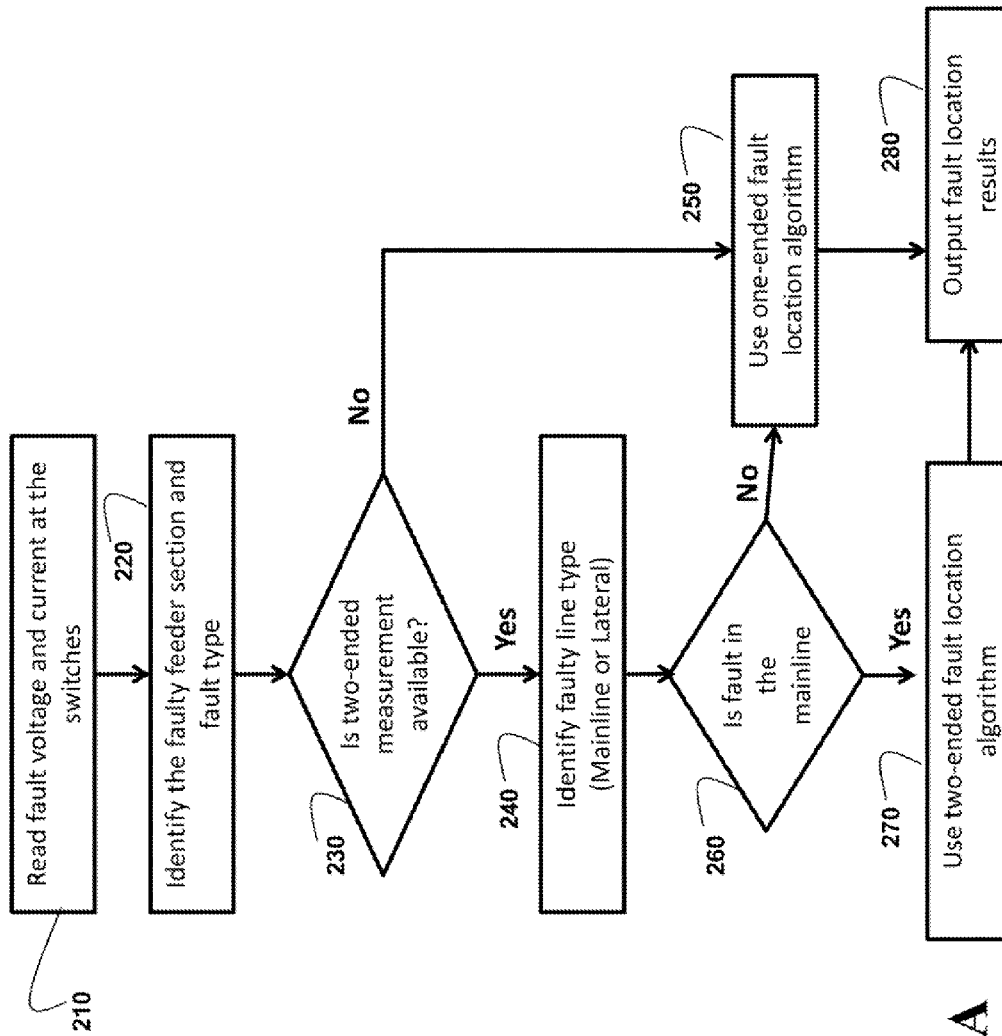 210
Read fault voltage and current at the
switches
220
Identify the faulty feeder section and
fault type
230
Is two-ended
measurement
available?
No
Yes
240
Identify faulty line type
(Mainline or Lateral)
260
Is fault in
the
mainline
No
Yes
250
Use one-ended fault
location algorithm
270
Use two-ended fault location
algorithm
280
Output fault location
results
A